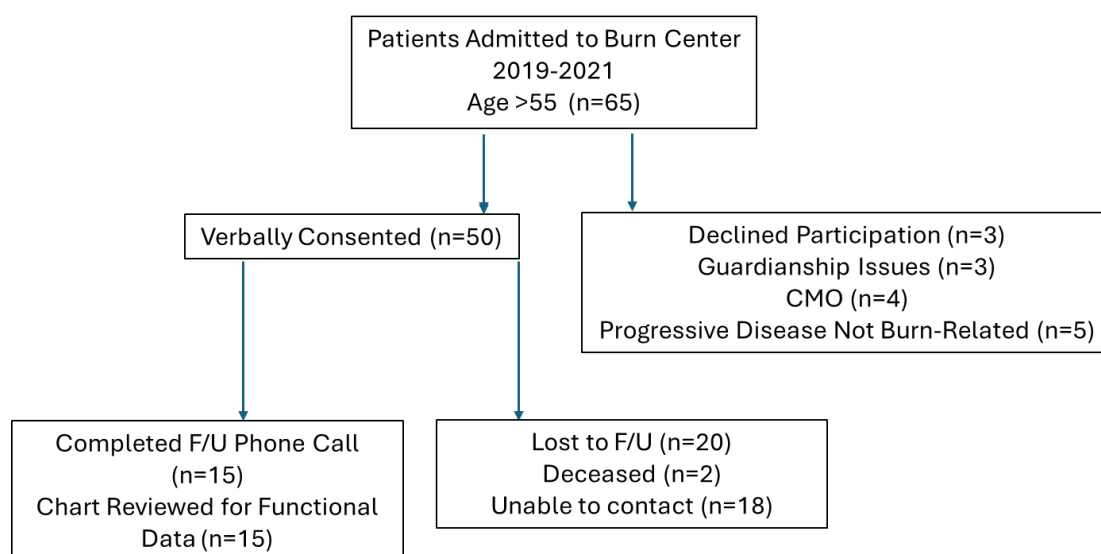 Patients Admitted to Burn Center
2019-2021
Age >55 (n=65)
Verbally Consented (n=50)
Declined Participation (n=3)
Guardianship Issues (n=3)
CMO (n=4)
Progressive Disease Not Burn-Related (n=5)
Completed F/U Phone Call
(n=15)
Chart Reviewed for Functional
Data (n=15)
Lost to F/U (n=20)
Deceased (n=2)
Unable to contact (n=18)